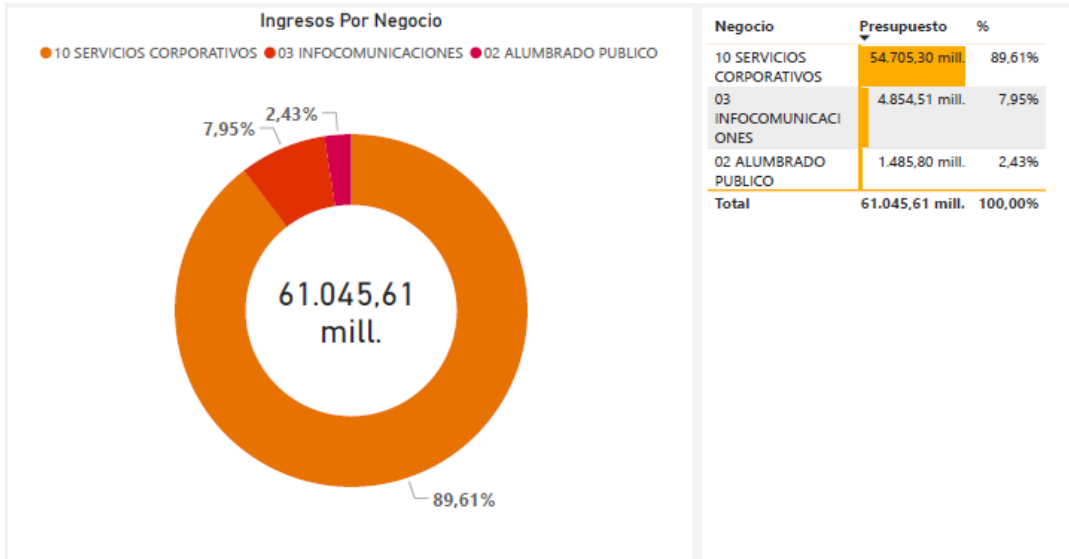 Ingresos Por Negocio
10 SERVICIOS CORPORATIVOS 03 INFOCOMUNICACIONES 02 ALUMBRADO PUBLICO
2,43%
7,95%
61.045,61
mill.
89,61%
Negocio Presupuesto %
10 SERVICIOS 54.705,30 mill. 89,61%
CORPORATIVOS
03 4.854,51 mill. 7,95%
INFOCOMUNICACI
ONES
02 ALUMBRADO 1.485,80 mill. 2,43%
PUBLICO
Total 61.045,61 mill. 100,00%